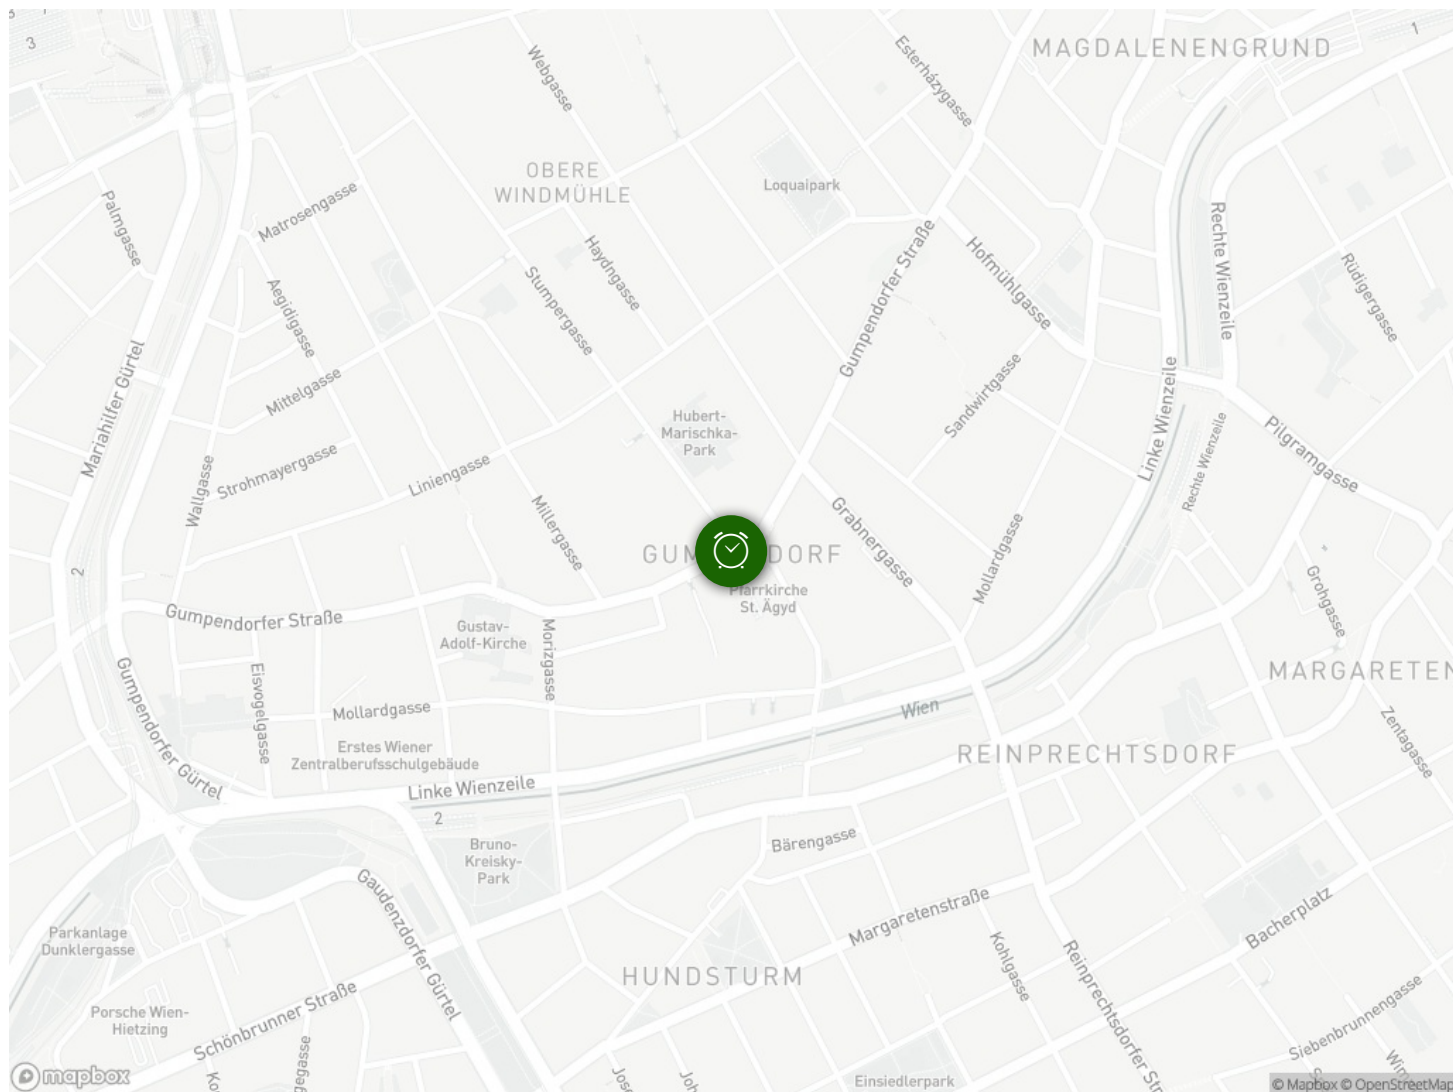 3
1
MAGDALENENGRUND
Webgasse
Esterházygasse
OBERE
WINDMÜHLE
Loquaipark
Palmgasse
Matrosengasse
Haydngasse
Stumpergasse
Aegidigasse
Gumpendorfer Straße
Hofmühlgasse
Rechte Wienzeile
Rüdigergasse
Mariahilfer Gürtel
Mittelgasse
Sandwirtgasse
Linke Wienzeile
Hubert-
Marischka-
Park
Rechte Wienzeile
Pilgramgasse
Strohmayergasse
Liniengasse
Wallgasse
Millergasse
Grabnergasse
Mollardgasse
2
Pfarrkirche
St. Ägyd
Grohgasse
Gumpendorfer Straße
Gustav-
Adolf-Kirche
Morizgasse
Eisvogelgasse
MARGARETEN
Gumpendorfer Gürtel
Mollardgasse
Wien
Zentagasse
Erstes Wiener
Zentralberufsschulgebäude
REINPRECHTSDORF
Linke Wienzeile
2
Bruno-
Kreisky-
Park
Bärengasse
Gaudenzdorfer Gürtel
Margaretenstraße
Bacherplatz
Parkanlage
Dunklergasse
Kohlgasse
Reinprechtsdorfer Str
HUNDSTURM
Porsche Wien-
Hietzing
Schönbrunner Straße
Siebenbrunnengasse
Einsiedlerpark
mapbox
© Mapbox © OpenStreetMap